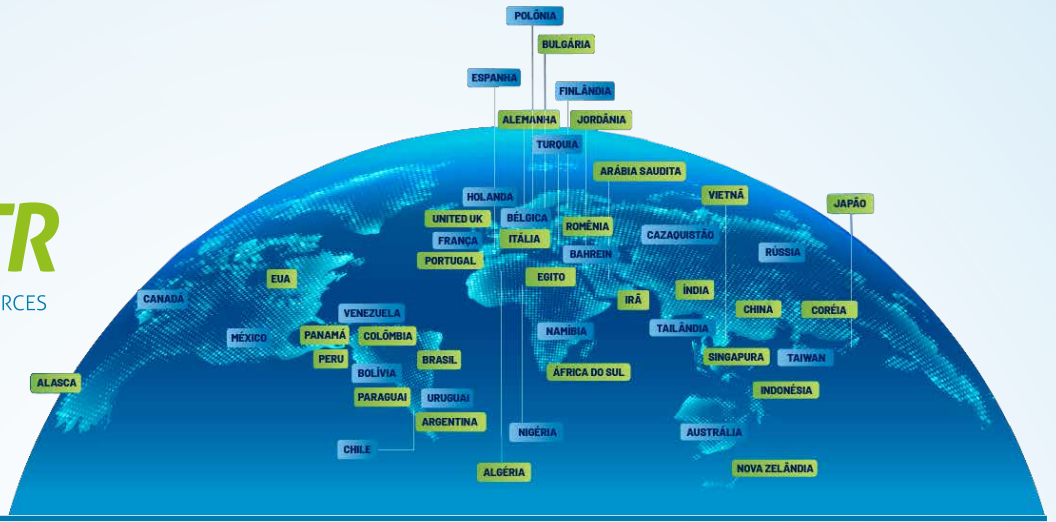 POLÔNIA
BULGÁRIA
ESPANHA
FINLÂNDIA
ALEMANHA
JORDÂNIA
TURQUIA
ARÁBIA SAUDITA
VIETNÃ
JAPÃO
HOLANDA
UNITED UK
BÉLGICA
ROMÊNIA
FRANÇA
ITÁLIA
CAZAQUISTÃO
PORTUGAL
BAHREIN
RÚSSIA
TR
RCES
EUA
EGITO
CANADÁ
IRÃ
ÍNDIA
VENEZUELA
CHINA
CORÉIA
MÉXICO
PANAMÁ
COLÔMBIA
NAMÍBIA
TAILÂNDIA
PERU
BRASIL
SINGAPURA
TAIWAN
ALASCA
BOLÍVIA
ÁFRICA DO SUL
PARAGUAI
URUGUAI
INDONÉSIA
ARGENTINA
NIGÉRIA
AUSTRÁLIA
CHILE
ALGÉRIA
NOVA ZELÂNDIA